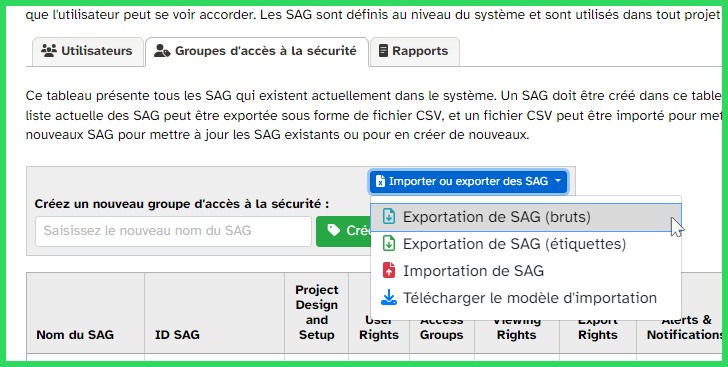 que l'utilisateur peut se voir accorder. Les SAG sont définis au niveau du système et sont utilisés dans tout projet
Utilisateurs
Groupes d'accès à la sécurité
Rapports
Ce tableau présente tous les SAG qui existent actuellement dans le système. Un SAG doit être créé dans ce table
liste actuelle des SAG peut être exportée sous forme de fichier CSV, et un fichier CSV peut être importé pour met
nouveaux SAG pour mettre à jour les SAG existants ou pour en créer de nouveaux.
Importer ou exporter des SAG
Créez un nouveau groupe d'accès à la sécurité :
Saisissez le nouveau nom du SAG
Créé
Exportation de SAG (bruts)
Exportation de SAG (étiquettes)
Importation de SAG
Télécharger le modèle d'importation
Nom du SAG
ID SAG
Project
Design
and
Setup
User
Rights
Access
Groups
Viewing
Rights
Export
Rights
Alerts &
Notifications